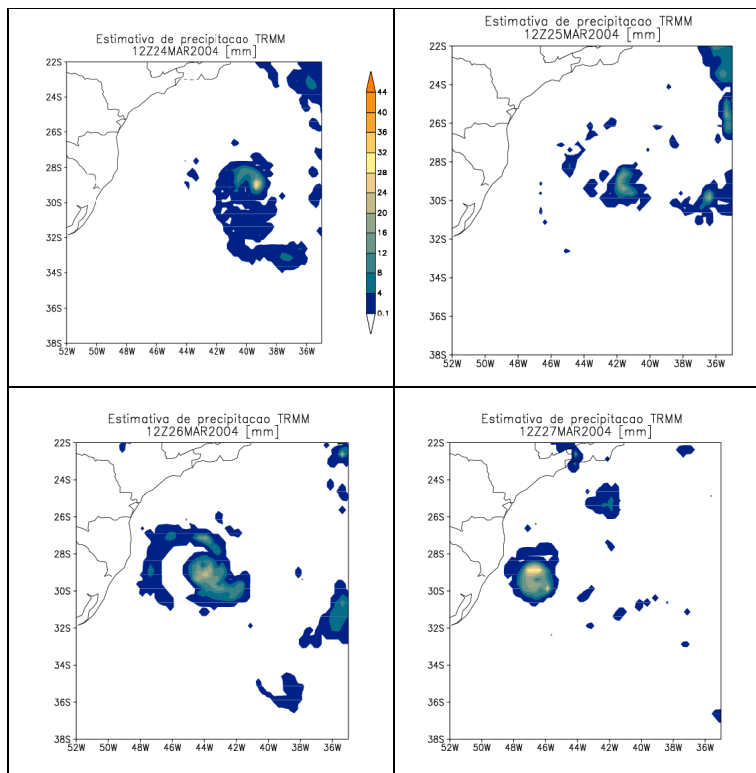 Estimativa de precipitacao TRMM
12Z24MAR2004 [mm]
22S
24S
26S
28S
30S
32S
34S
36S
38S
52W 50W 48W 46W 44W 42W 40W 38W 36W
44
40
36
32
28
24
20
16
12
8
4
0.1
Estimativa de precipitacao TRMM
12Z25MAR2004 [mm]
22S
24S
26S
28S
30S
32S
34S
36S
38S
52W 50W 48W 46W 44W 42W 40W 38W 36W
Estimativa de precipitacao TRMM
12Z26MAR2004 [mm]
22S
24S
26S
28S
30S
32S
34S
36S
38S
52W 50W 48W 46W 44W 42W 40W 38W 36W
Estimativa de precipitacao TRMM
12Z27MAR2004 [mm]
22S
24S
26S
28S
30S
32S
34S
36S
38S
52W 50W 48W 46W 44W 42W 40W 38W 36W